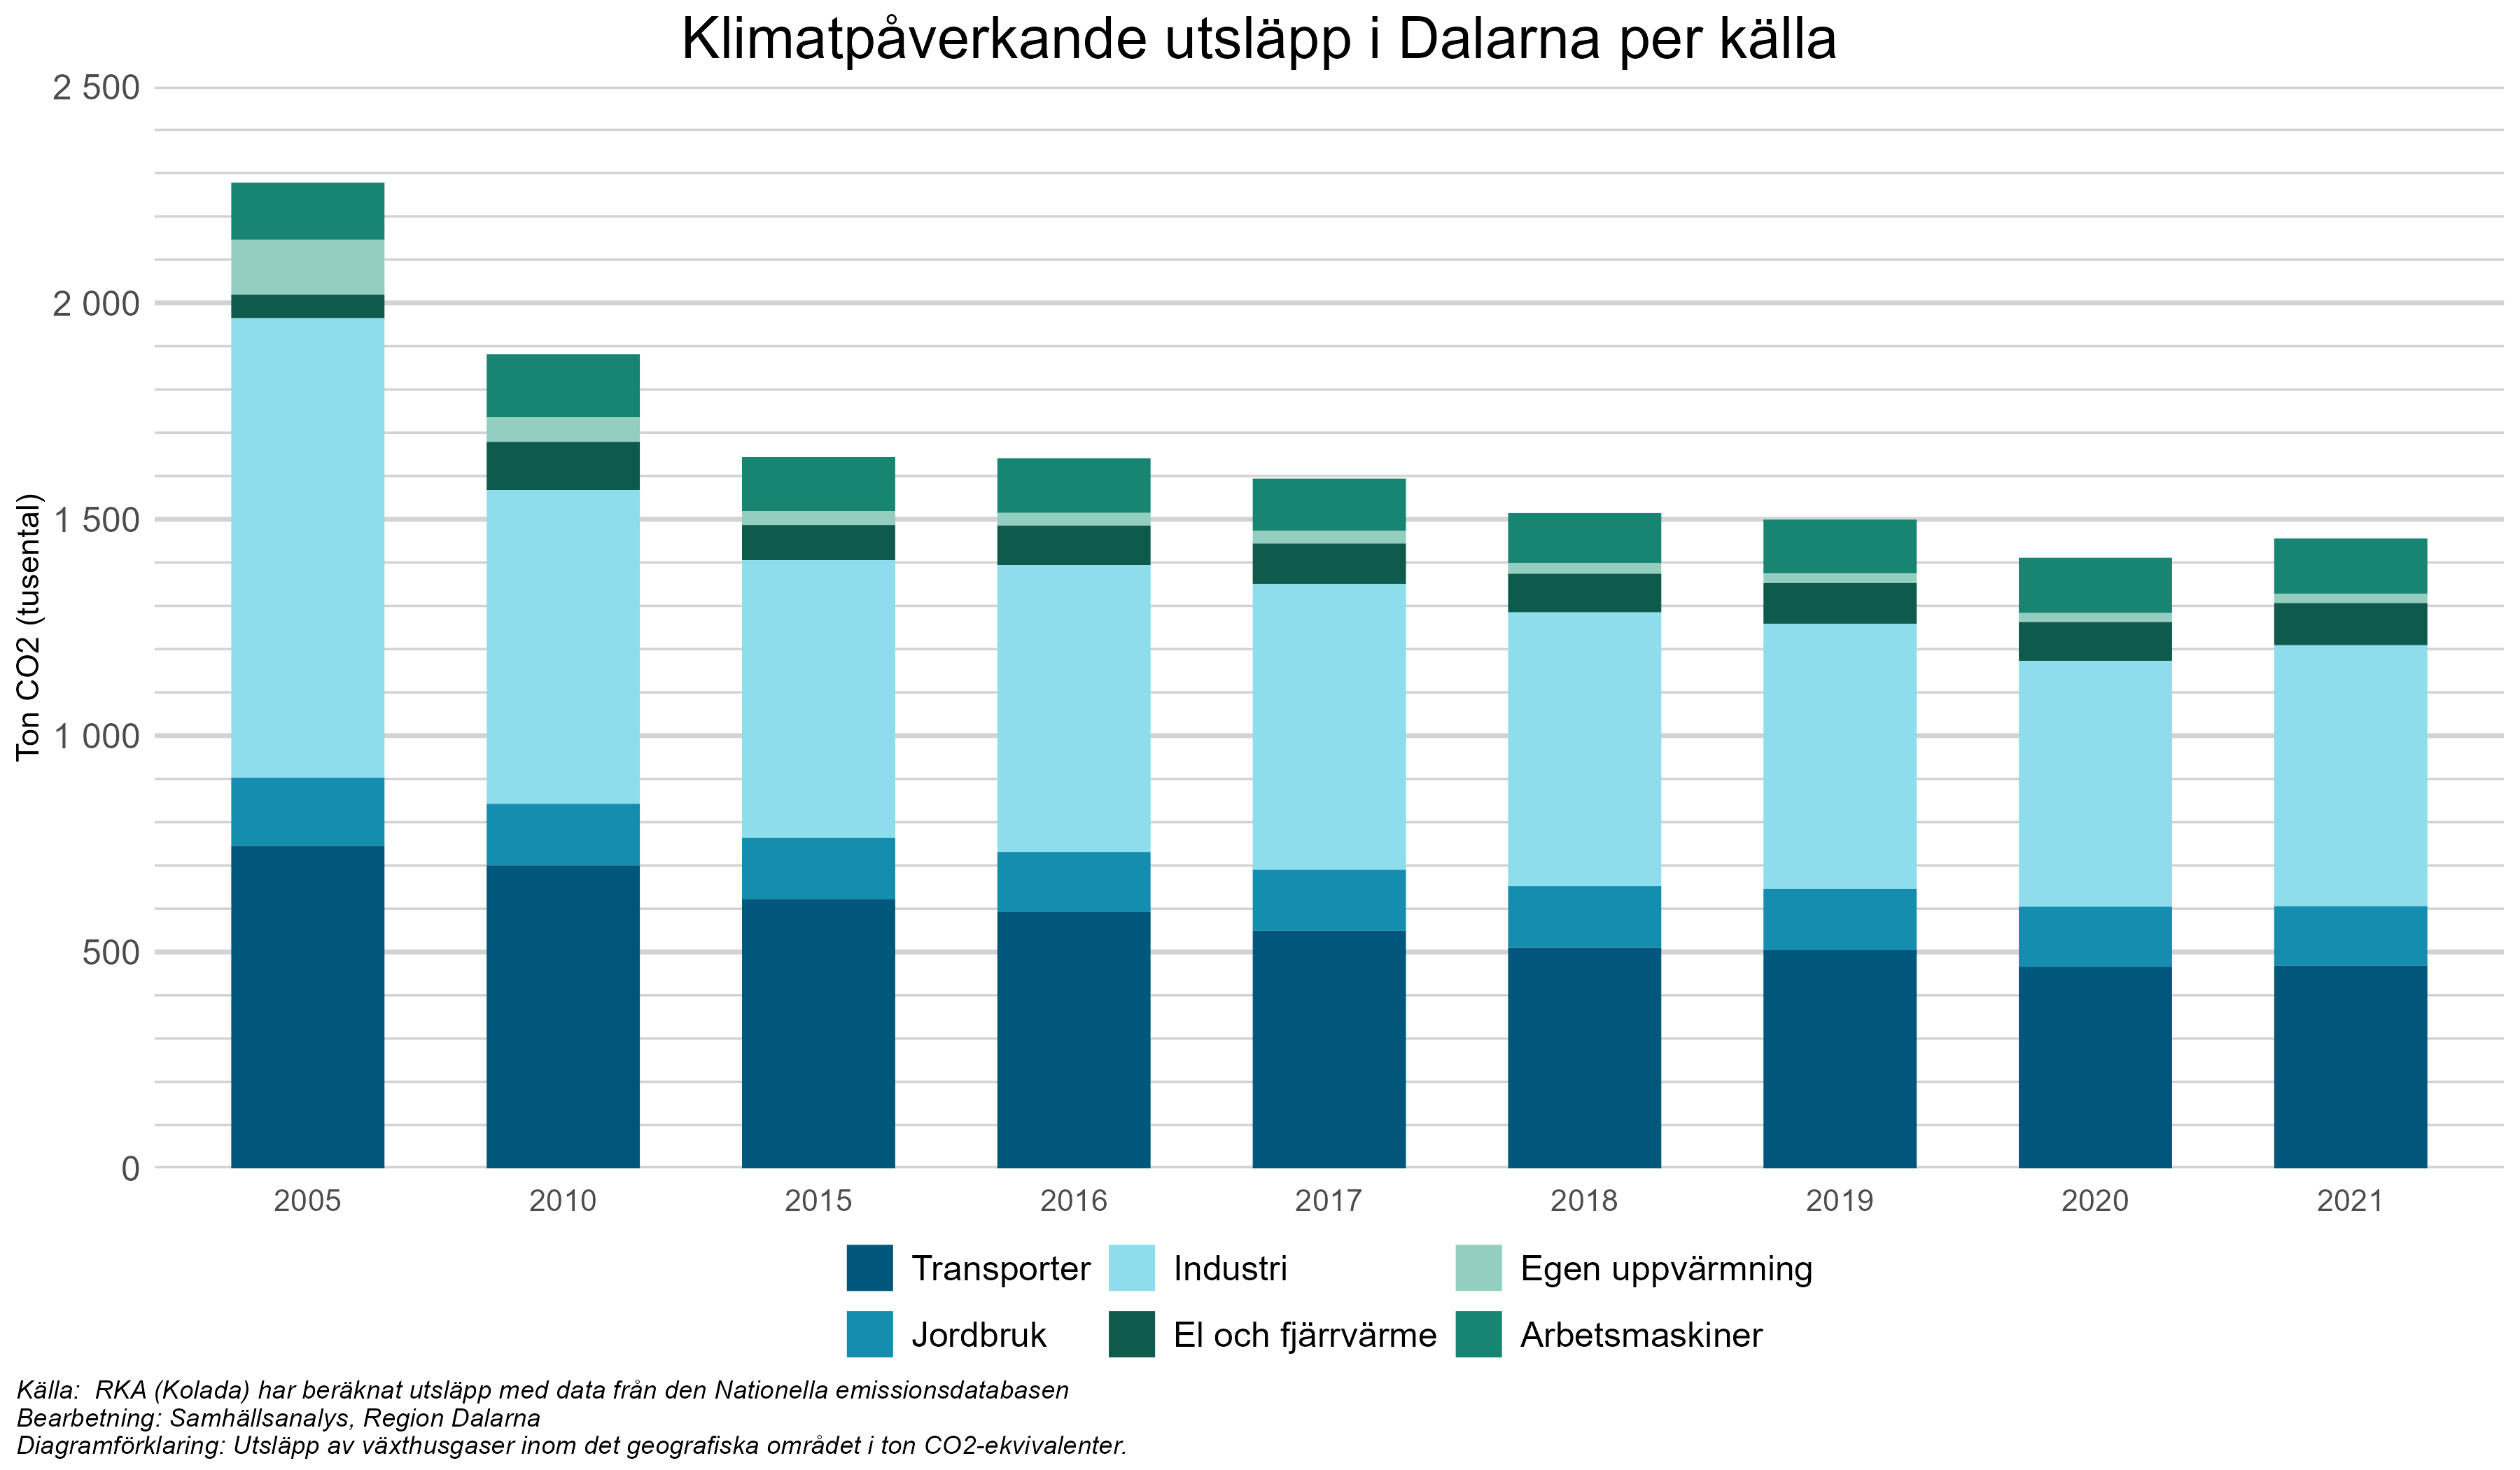 Klimatpåverkande utsläpp i Dalarna per källa
2 500
2 000
1 500
1 000
500
0
Ton CO2 (tusental)
2005 2010 2015 2016 2017 2018 2019 2020 2021
Transporter Industri Egen uppvärmning
Jordbruk El och fjärrvärme Arbetsmaskiner
Källa:  RKA (Kolada) har beräknat utsläpp med data från den Nationella emissionsdatabasen
Bearbetning: Samhällsanalys, Region Dalarna
Diagramförklaring: Utsläpp av växthusgaser inom det geografiska området i ton CO2-ekvivalenter.